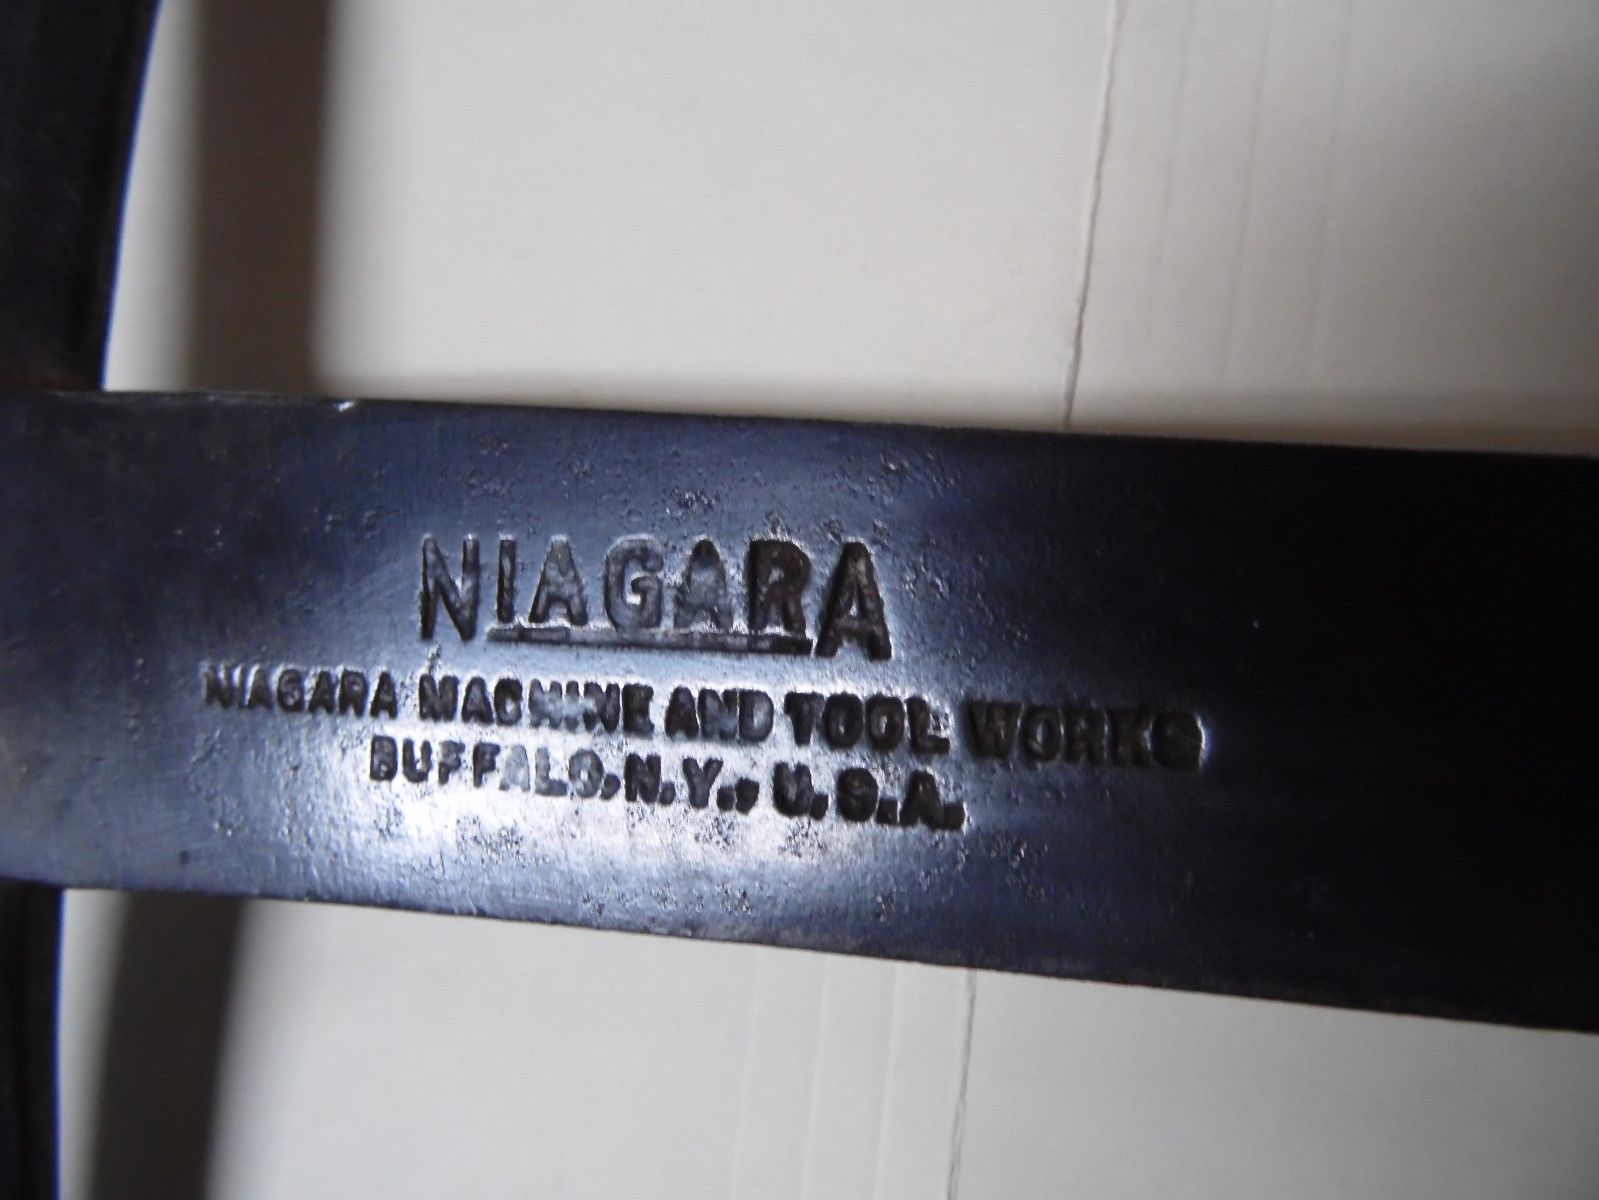 NIAGARA
NIAGARA MACHINE AND TOOL WORKS
BUFFALO, N.Y., U.S.A.